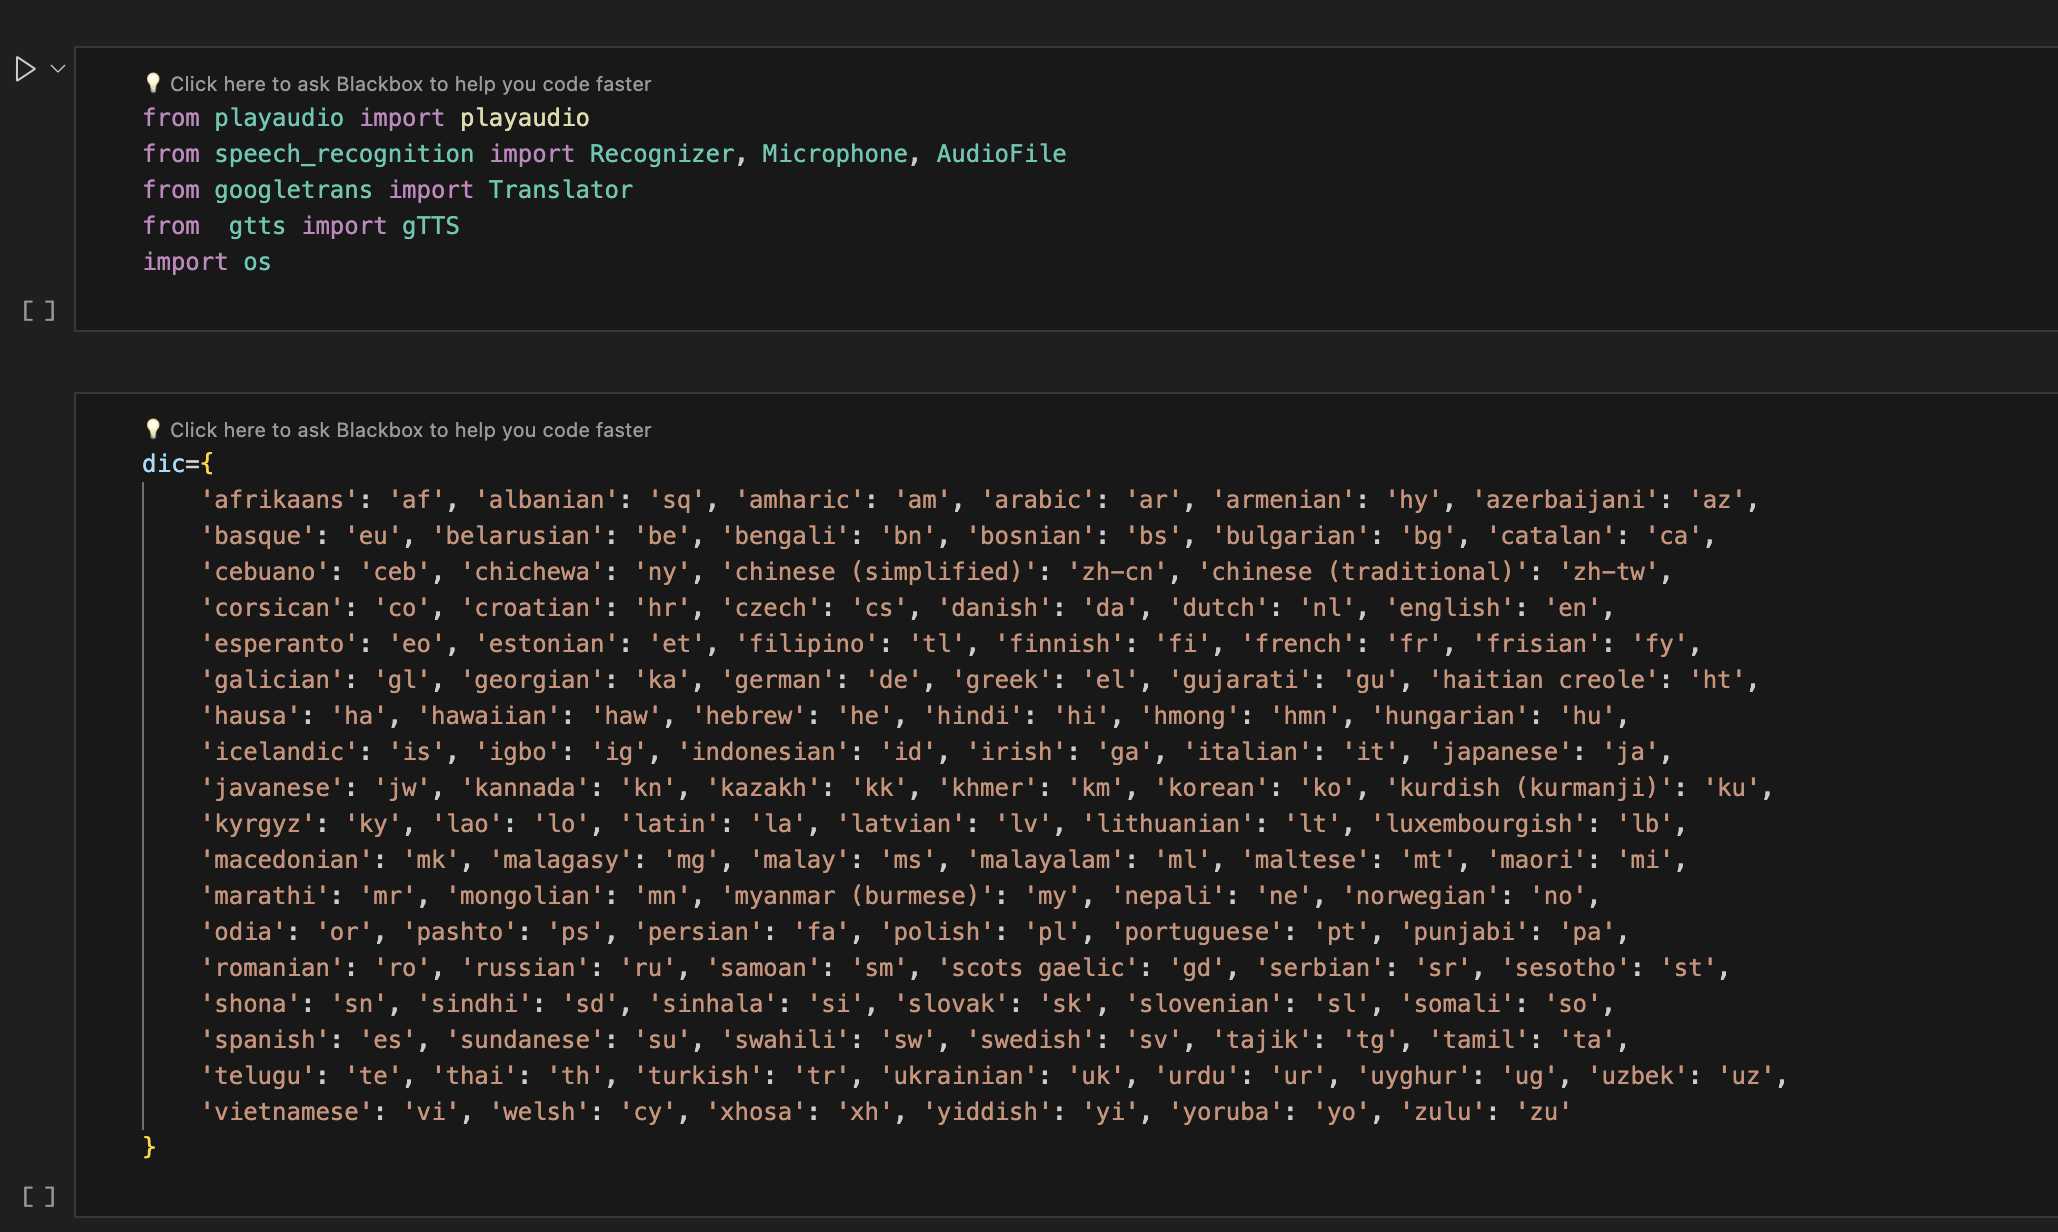 💡 Click here to ask Blackbox to help you code faster
from playaudio import playaudio
from speech_recognition import Recognizer, Microphone, AudioFile
from googletrans import Translator
from  gtts import gTTS
import os
[ ]
💡 Click here to ask Blackbox to help you code faster
dic={
    'afrikaans': 'af', 'albanian': 'sq', 'amharic': 'am', 'arabic': 'ar', 'armenian': 'hy', 'azerbaijani': 'az',
    'basque': 'eu', 'belarusian': 'be', 'bengali': 'bn', 'bosnian': 'bs', 'bulgarian': 'bg', 'catalan': 'ca',
    'cebuano': 'ceb', 'chichewa': 'ny', 'chinese (simplified)': 'zh-cn', 'chinese (traditional)': 'zh-tw',
    'corsican': 'co', 'croatian': 'hr', 'czech': 'cs', 'danish': 'da', 'dutch': 'nl', 'english': 'en',
    'esperanto': 'eo', 'estonian': 'et', 'filipino': 'tl', 'finnish': 'fi', 'french': 'fr', 'frisian': 'fy',
    'galician': 'gl', 'georgian': 'ka', 'german': 'de', 'greek': 'el', 'gujarati': 'gu', 'haitian creole': 'ht',
    'hausa': 'ha', 'hawaiian': 'haw', 'hebrew': 'he', 'hindi': 'hi', 'hmong': 'hmn', 'hungarian': 'hu',
    'icelandic': 'is', 'igbo': 'ig', 'indonesian': 'id', 'irish': 'ga', 'italian': 'it', 'japanese': 'ja',
    'javanese': 'jw', 'kannada': 'kn', 'kazakh': 'kk', 'khmer': 'km', 'korean': 'ko', 'kurdish (kurmanji)': 'ku',
    'kyrgyz': 'ky', 'lao': 'lo', 'latin': 'la', 'latvian': 'lv', 'lithuanian': 'lt', 'luxembourgish': 'lb',
    'macedonian': 'mk', 'malagasy': 'mg', 'malay': 'ms', 'malayalam': 'ml', 'maltese': 'mt', 'maori': 'mi',
    'marathi': 'mr', 'mongolian': 'mn', 'myanmar (burmese)': 'my', 'nepali': 'ne', 'norwegian': 'no',
    'odia': 'or', 'pashto': 'ps', 'persian': 'fa', 'polish': 'pl', 'portuguese': 'pt', 'punjabi': 'pa',
    'romanian': 'ro', 'russian': 'ru', 'samoan': 'sm', 'scots gaelic': 'gd', 'serbian': 'sr', 'sesotho': 'st',
    'shona': 'sn', 'sindhi': 'sd', 'sinhala': 'si', 'slovak': 'sk', 'slovenian': 'sl', 'somali': 'so',
    'spanish': 'es', 'sundanese': 'su', 'swahili': 'sw', 'swedish': 'sv', 'tajik': 'tg', 'tamil': 'ta',
    'telugu': 'te', 'thai': 'th', 'turkish': 'tr', 'ukrainian': 'uk', 'urdu': 'ur', 'uyghur': 'ug', 'uzbek': 'uz',
    'vietnamese': 'vi', 'welsh': 'cy', 'xhosa': 'xh', 'yiddish': 'yi', 'yoruba': 'yo', 'zulu': 'zu'
}
[ ]